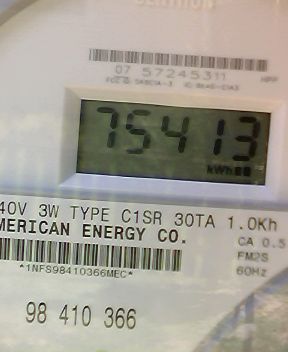 CENTRON
07 57245311
75413
kWh
40V 3W TYPE C1SR 30TA 1.0Kh
MERICAN ENERGY CO.
CA 0.5
*1NFS98410366MEC*
FM2S
60Hz
98 410 366